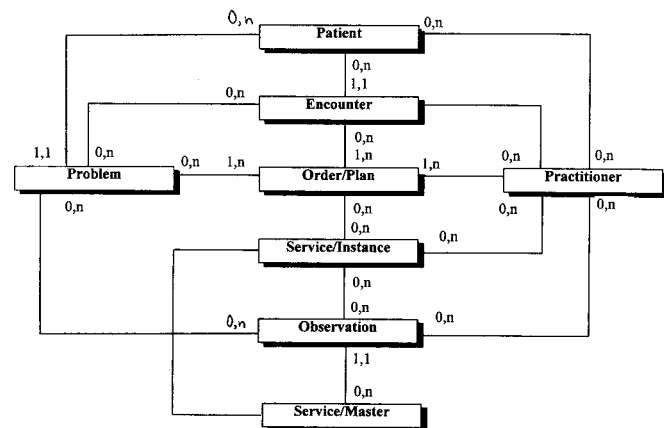 0,n
0,n
Patient
0,n
1,1
0,n
Encounter
0,n
1,1
0,n
0,n
1,n
1,n
1,n
0,n
0,n
Problem
Order/Plan
Practitioner
0,n
0,n
0,n
0,n
0,n
0,n
Service/Instance
0,n
0,n
0,n
0,n
Observation
1,1
0,n
Service/Master